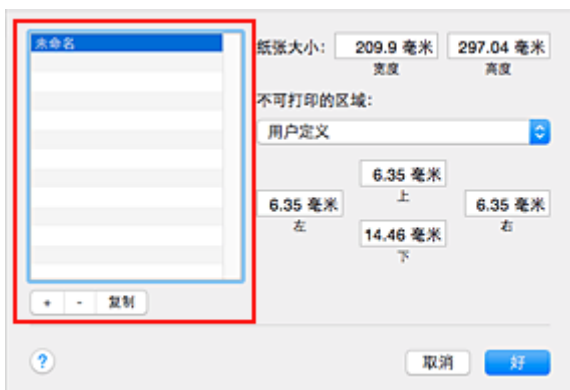 未命名
纸张大小: 209.9 毫米 297.04 毫米
宽度 高度
不可打印的区域:
用户定义
6.35 毫米
上
6.35 毫米 6.35 毫米
左 右
14.46 毫米
下
+ - 复制
? 取消 好